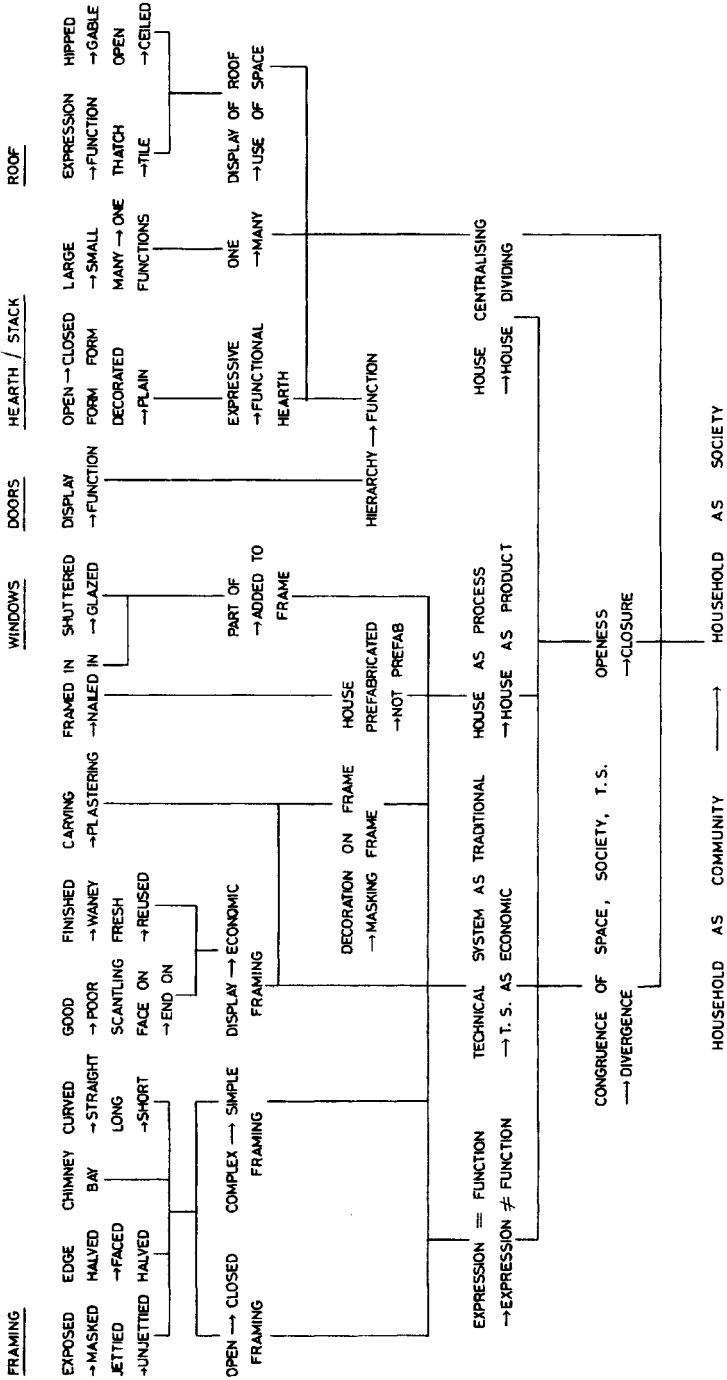 FRAMING
WINDOWS
DOORS
HEARTH / STACK
ROOF
EXPOSED
→MASKED
JETTIED
→UNJETTIED
EDGE
HALVED
→FACED
HALVED
CHIMNEY
BAY
CURVED
→STRAIGHT
LONG
→SHORT
GOOD
→POOR
SCANTLING
FACE ON
→END ON
FINISHED
→WANEY
FRESH
→REUSED
CARVING
→PLASTERING
FRAMED IN
→NAILED IN
SHUTTERED
→GLAZED
DISPLAY
→FUNCTION
OPEN→CLOSED
FORM FORM
DECORATED
→PLAIN
LARGE
→SMALL
MANY→ONE
FUNCTIONS
EXPRESSION
→FUNCTION
THATCH
→TILE
HIPPED
→GABLE
OPEN
→CEILED
OPEN→CLOSED
FRAMING
COMPLEX→SIMPLE
FRAMING
DISPLAY→ECONOMIC
FRAMING
PART OF
→ADDED TO
FRAME
EXPRESSIVE
→FUNCTIONAL
HEARTH
ONE
→MANY
DISPLAY OF ROOF
→USE OF SPACE
DECORATION ON FRAME
→MASKING FRAME
HOUSE
PREFABRICATED
→NOT PREFAB
HIERARCHY→FUNCTION
EXPRESSION = FUNCTION
→EXPRESSION ≠ FUNCTION
TECHNICAL SYSTEM AS TRADITIONAL
→T.S. AS ECONOMIC
HOUSE AS PROCESS
→HOUSE AS PRODUCT
HOUSE CENTRALISING
→HOUSE DIVIDING
CONGRUENCE OF SPACE, SOCIETY, T.S.
→DIVERGENCE
OPENESS
→CLOSURE
HOUSEHOLD AS COMMUNITY → HOUSEHOLD AS SOCIETY